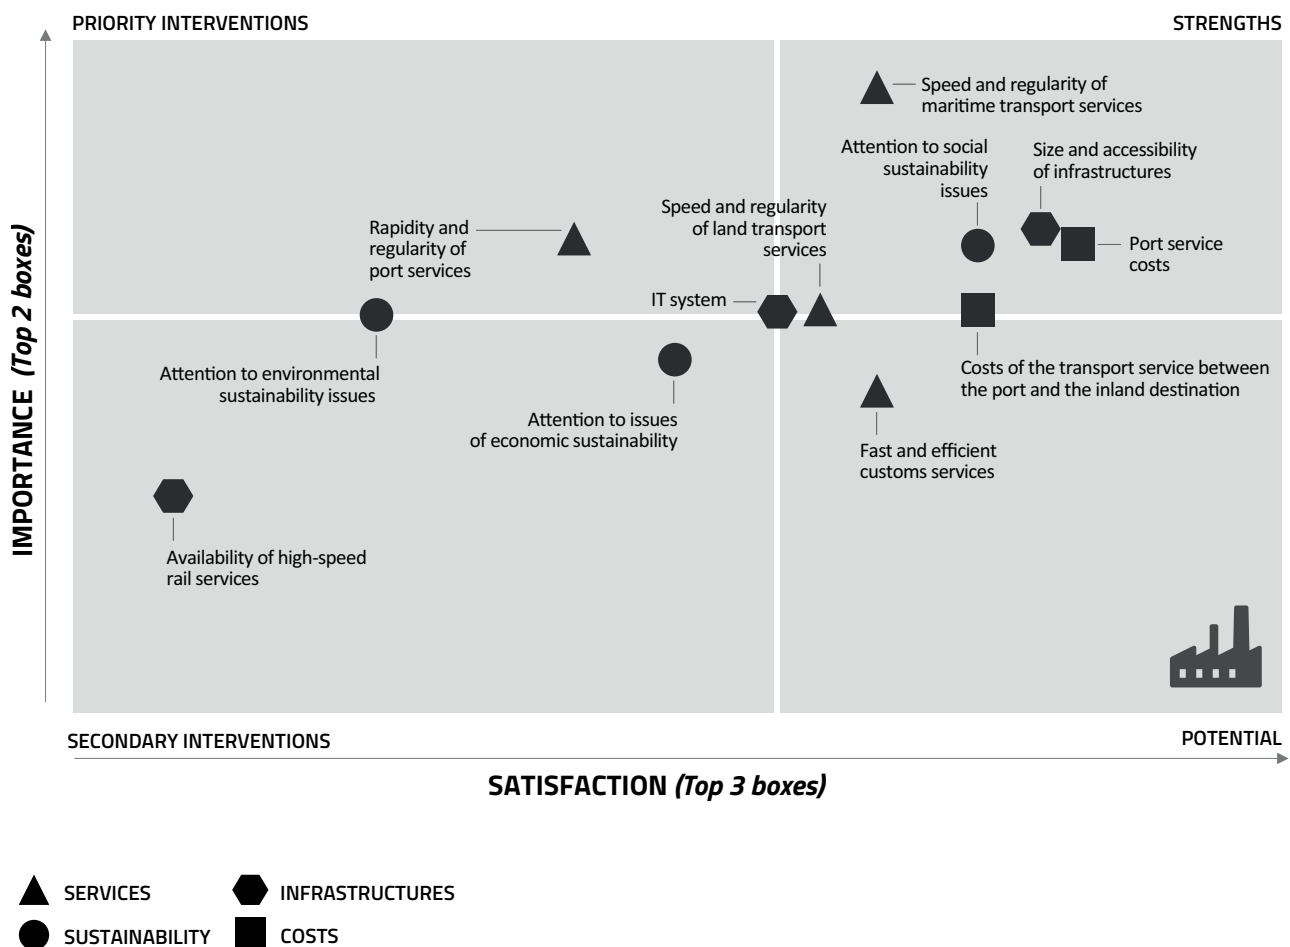 PRIORITY INTERVENTIONS
STRENGTHS
Speed and regularity of
maritime transport services
Attention to social
sustainability
issues
Size and accessibility
of infrastructures
Speed and regularity
of land transport
services
Rapidity and
regularity of
port services
Port service
costs
IT system
Attention to environmental
sustainability issues
Costs of the transport service between
the port and the inland destination
Attention to issues
of economic sustainability
Fast and efficient
customs services
Availability of high-speed
rail services
IMPORTANCE (Top 2 boxes)
SECONDARY INTERVENTIONS
POTENTIAL
SATISFACTION (Top 3 boxes)
SERVICES
INFRASTRUCTURES
SUSTAINABILITY
COSTS